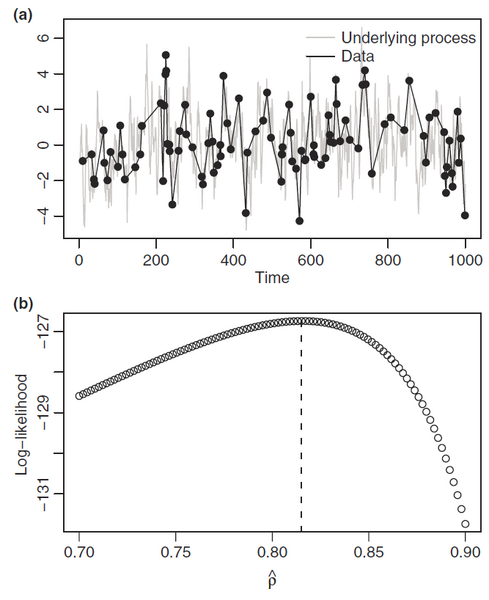 (a)
6
4
2
0
−2
−4
Underlying process
Data
0 200 400 600 800 1000
Time
(b)
−127
−129
−131
Log−likelihood
0.70 0.75 0.80 0.85 0.90
ρ̂